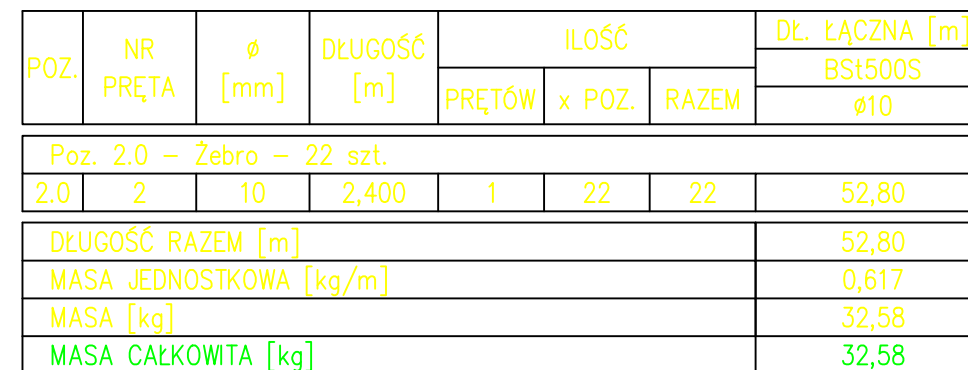 POZ. NR PRĘTA ø [mm] DŁUGOŚĆ [m] ILOŚĆ DŁ. ŁĄCZNA [m]
BSt500S
PRĘTÓW x POZ. RAZEM ø10
Poz. 2.0 – Żebro – 22 szt.
2.0 2 10 2,400 1 22 22 52,80
DŁUGOŚĆ RAZEM [m] 52,80
MASA JEDNOSTKOWA [kg/m] 0,617
MASA [kg] 32,58
MASA CAŁKOWITA [kg] 32,58